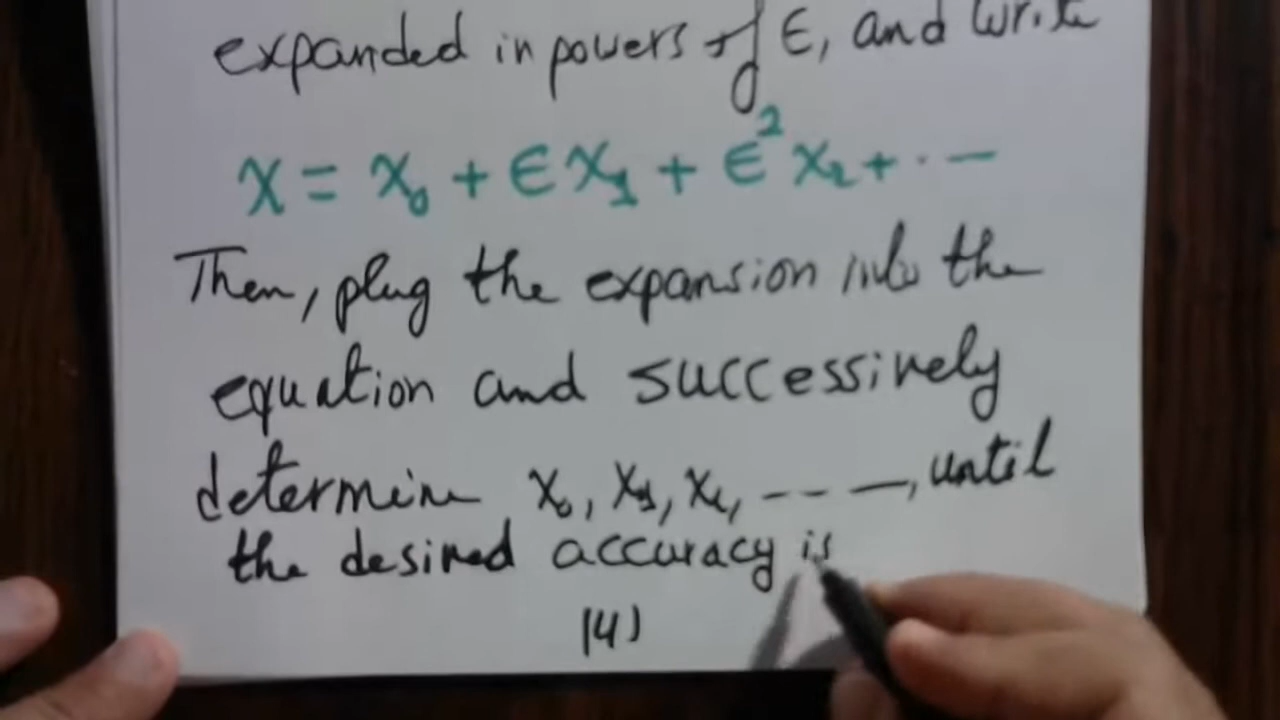 expanded in powers of ϵ, and write
x = x₀ + ϵx₁ + ϵ²x₂ + · —
Then, plug the expansion into the
equation and successively
determine x₀, x₁, x₂, -- —, until
the desired accuracy is
(4)